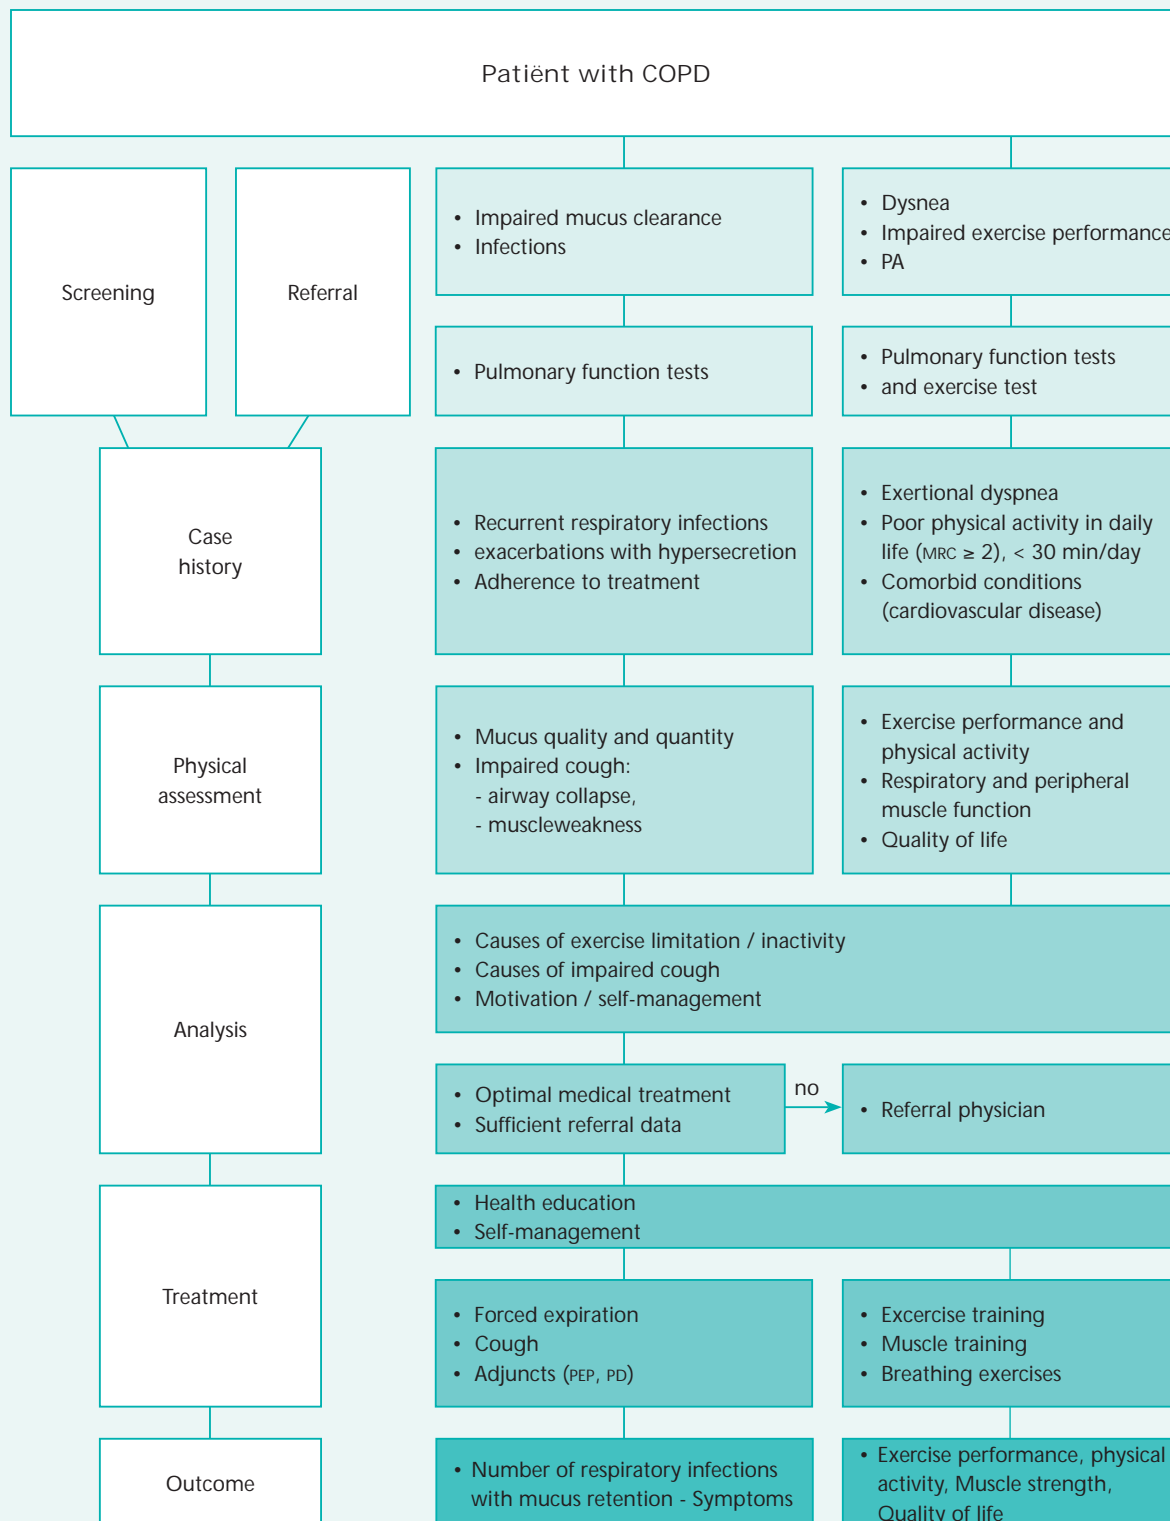 Patiënt with COPD
Screening
Referral
• Impaired mucus clearance
• Infections
• Dysnea
• Impaired exercise performance
• PA
• Pulmonary function tests
• Pulmonary function tests
• and exercise test
Case
history
• Recurrent respiratory infections
• exacerbations with hypersecretion
• Adherence to treatment
• Exertional dyspnea
• Poor physical activity in daily
life (MRC ≥ 2), < 30 min/day
• Comorbid conditions
(cardiovascular disease)
Physical
assessment
• Mucus quality and quantity
• Impaired cough:
- airway collapse,
- muscleweakness
• Exercise performance and
physical activity
• Respiratory and peripheral
muscle function
• Quality of life
Analysis
• Causes of exercise limitation / inactivity
• Causes of impaired cough
• Motivation / self-management
• Optimal medical treatment
• Sufficient referral data
no
• Referral physician
Treatment
• Health education
• Self-management
• Forced expiration
• Cough
• Adjuncts (PEP, PD)
• Excercise training
• Muscle training
• Breathing exercises
Outcome
• Number of respiratory infections
with mucus retention - Symptoms
• Exercise performance, physical
activity, Muscle strength,
Quality of life